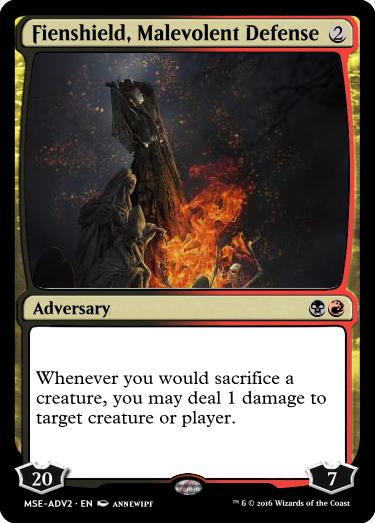 Fienshield, Malevolent Defense 2
Adversary
Whenever you would sacrifice a
creature, you may deal 1 damage to
target creature or player.
20
7
MSE-ADV2 • EN ANNEWIPF
™ & © 2016 Wizards of the Coast